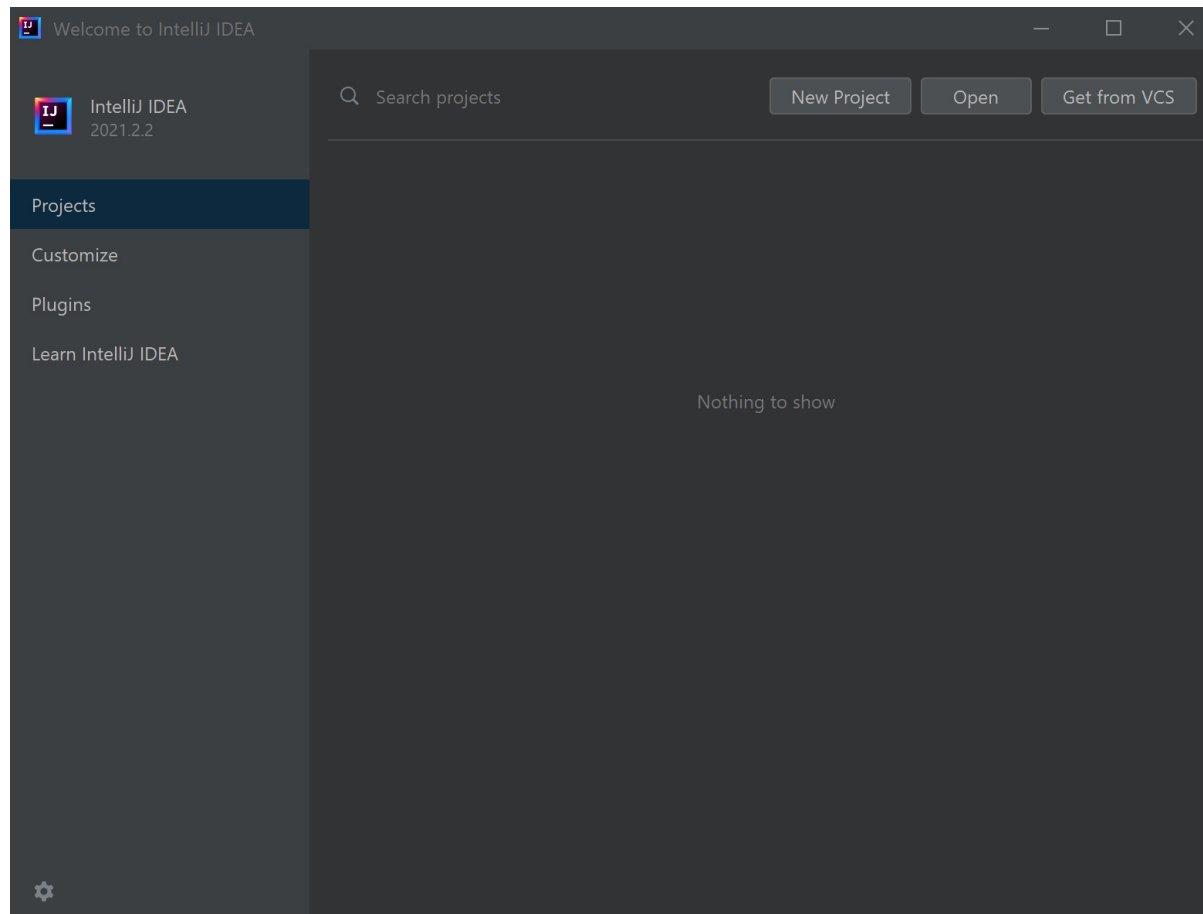 Welcome to IntelliJ IDEA
IntelliJ IDEA
2021.2.2
Search projects
New Project
Open
Get from VCS
Projects
Customize
Plugins
Learn IntelliJ IDEA
Nothing to show